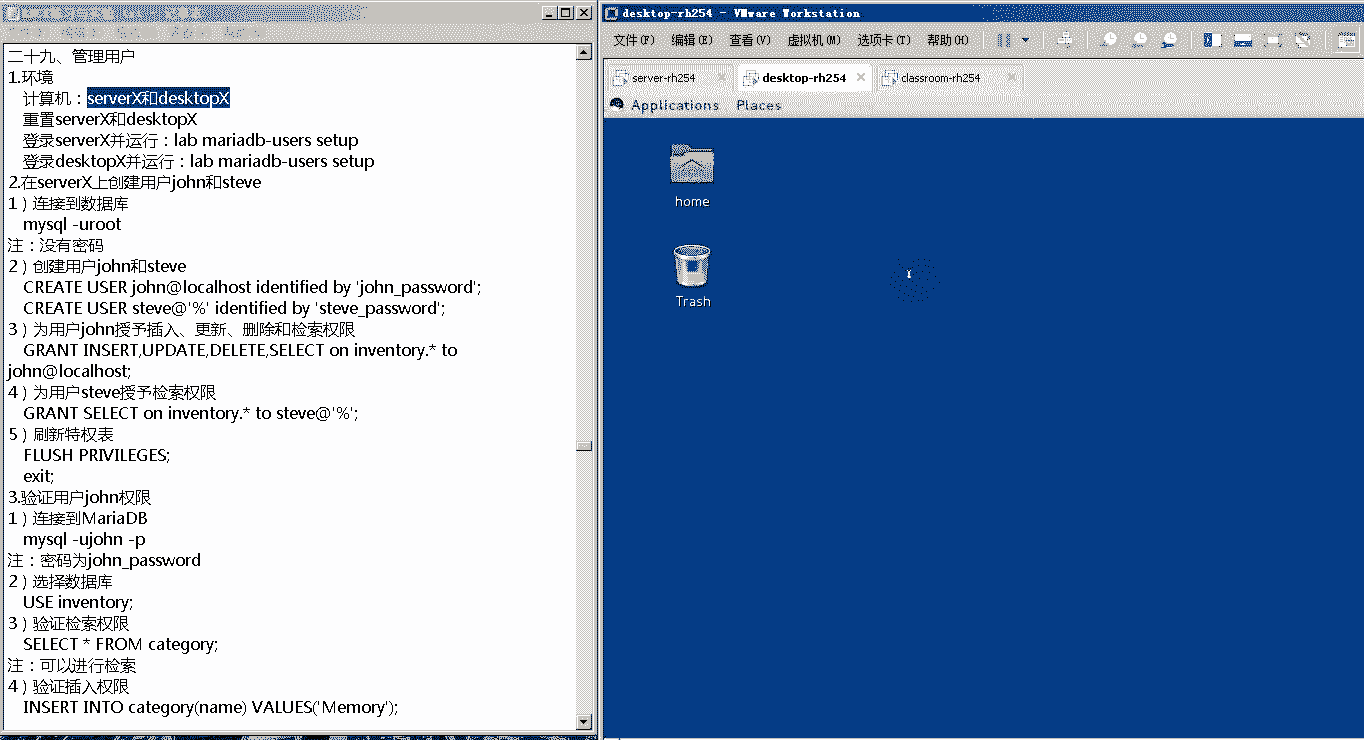 二十九、管理用户
1.环境
计算机：serverX和desktopX
重置serverX和desktopX
登录serverX并运行：lab mariadb-users setup
登录desktopX并运行：lab mariadb-users setup
2.在serverX上创建用户john和steve
1）连接到数据库
mysql -uroot
注：没有密码
2）创建用户john和steve
CREATE USER john@localhost identified by 'john_password';
CREATE USER steve@'%' identified by 'steve_password';
3）为用户john授予插入、更新、删除和检索权限
GRANT INSERT,UPDATE,DELETE,SELECT on inventory.* to
john@localhost;
4）为用户steve授予检索权限
GRANT SELECT on inventory.* to steve@'%';
5）刷新特权表
FLUSH PRIVILEGES;
exit;
3.验证用户john权限
1）连接到MariaDB
mysql -ujohn -p
注：密码为john_password
2）选择数据库
USE inventory;
3）验证检索权限
SELECT * FROM category;
注：可以进行检索
4）验证插入权限
INSERT INTO category(name) VALUES('Memory');
desktop-rh254 - VMware Workstation
文件(F) 编辑(E) 查看(V) 虚拟机(M) 选项卡(T) 帮助(H)
server-rh254 desktop-rh254 classroom-rh254
Applications Places
home
Trash